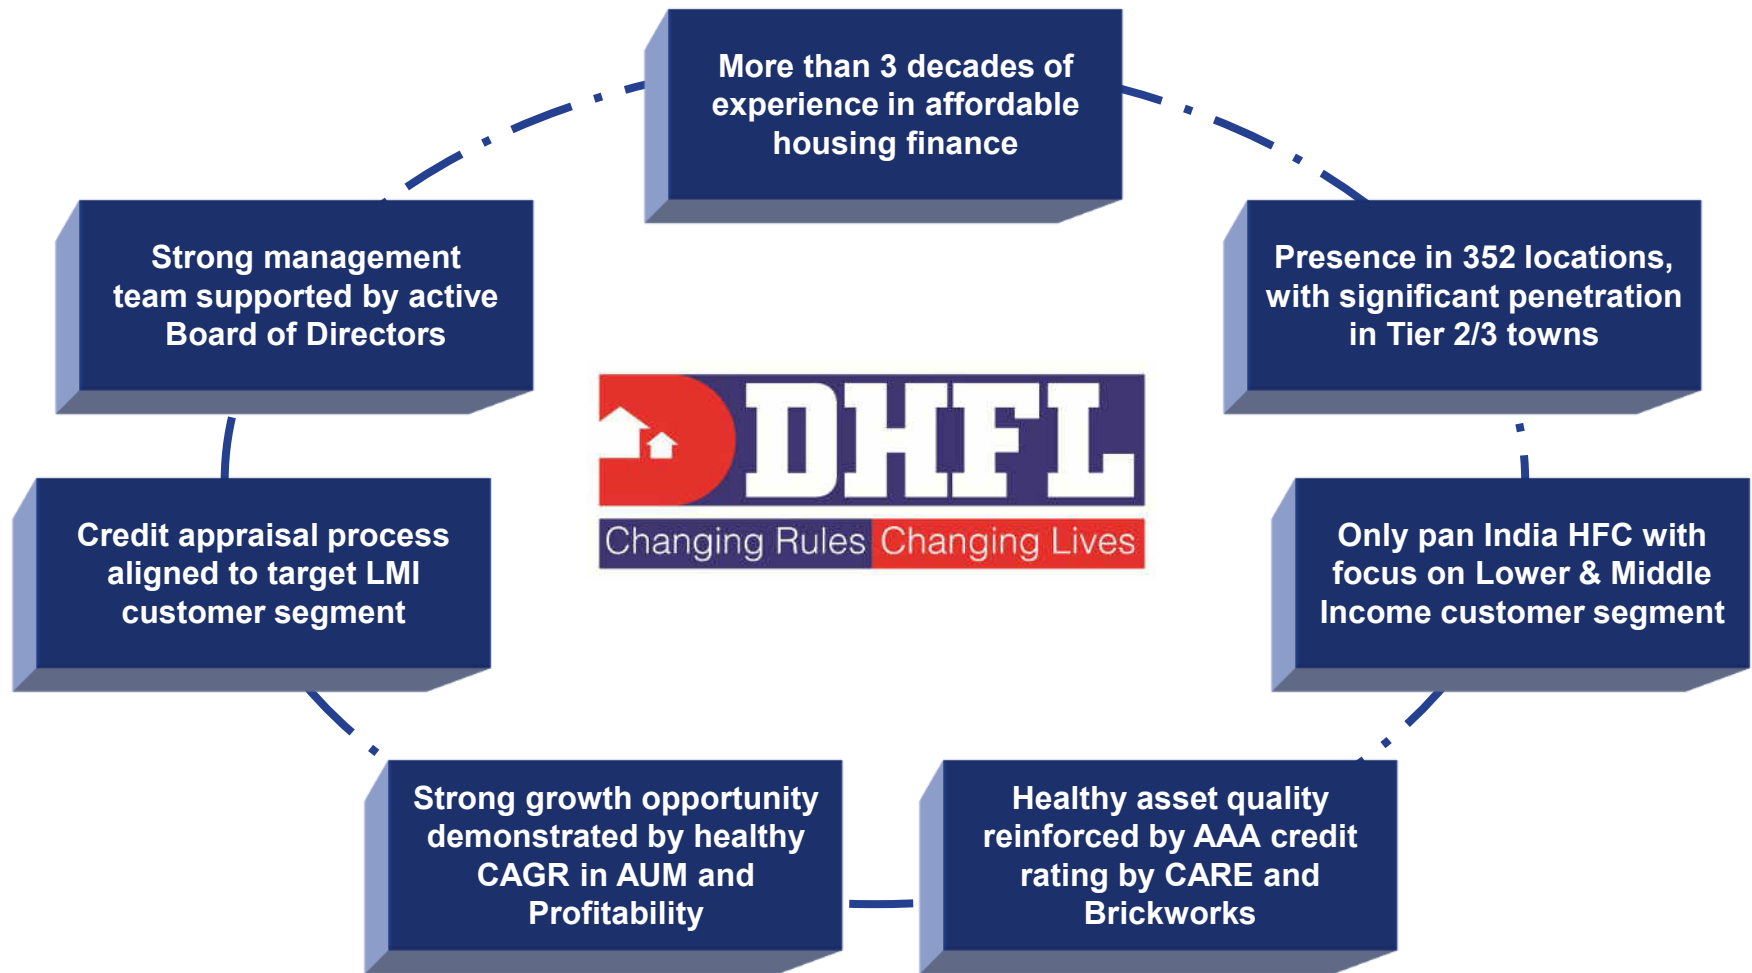 More than 3 decades of
experience in affordable
housing finance
Strong management
team supported by active
Board of Directors
Presence in 352 locations,
with significant penetration
in Tier 2/3 towns
DHFL
Changing Rules Changing Lives
Credit appraisal process
aligned to target LMI
customer segment
Only pan India HFC with
focus on Lower & Middle
Income customer segment
Strong growth opportunity
demonstrated by healthy
CAGR in AUM and
Profitability
Healthy asset quality
reinforced by AAA credit
rating by CARE and
Brickworks